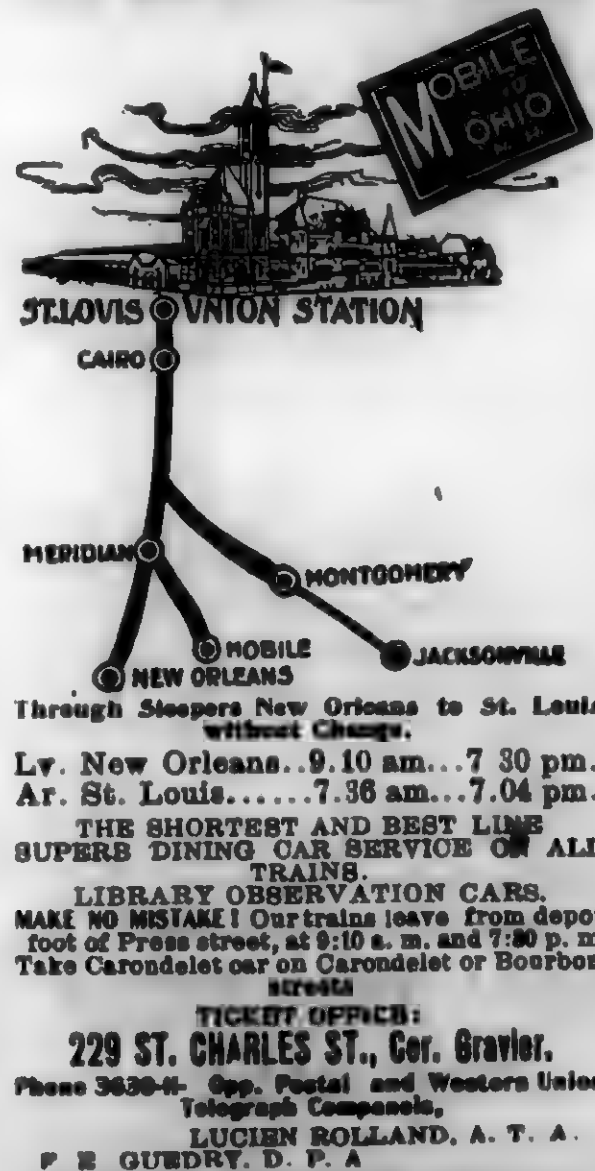 MOBILE
TO
OHIO
R. R.
ST. LOUIS UNION STATION
CAIRO
MERIDIAN
MONTGOMERY
MOBILE
JACKSONVILLE
NEW ORLEANS
Through Sleepers New Orleans to St. Louis
without Change.
Lv. New Orleans..9.10 am...7 30 pm.
Ar. St. Louis......7.36 am...7.04 pm.
THE SHORTEST AND BEST LINE
SUPERB DINING CAR SERVICE ON ALL
TRAINS.
LIBRARY OBSERVATION CARS.
MAKE NO MISTAKE! Our trains leave from depot
foot of Press street, at 9:10 a. m. and 7:30 p. m
Take Carondelet car on Carondelet or Bourbon
streets
TICKET OFFICE:
229 ST. CHARLES ST., Cor. Gravier.
Phone Opp. Postal and Western Union
Telegraph Companeis,
LUCIEN ROLLAND, A. T. A.
F E GUEDRY. D. P. A